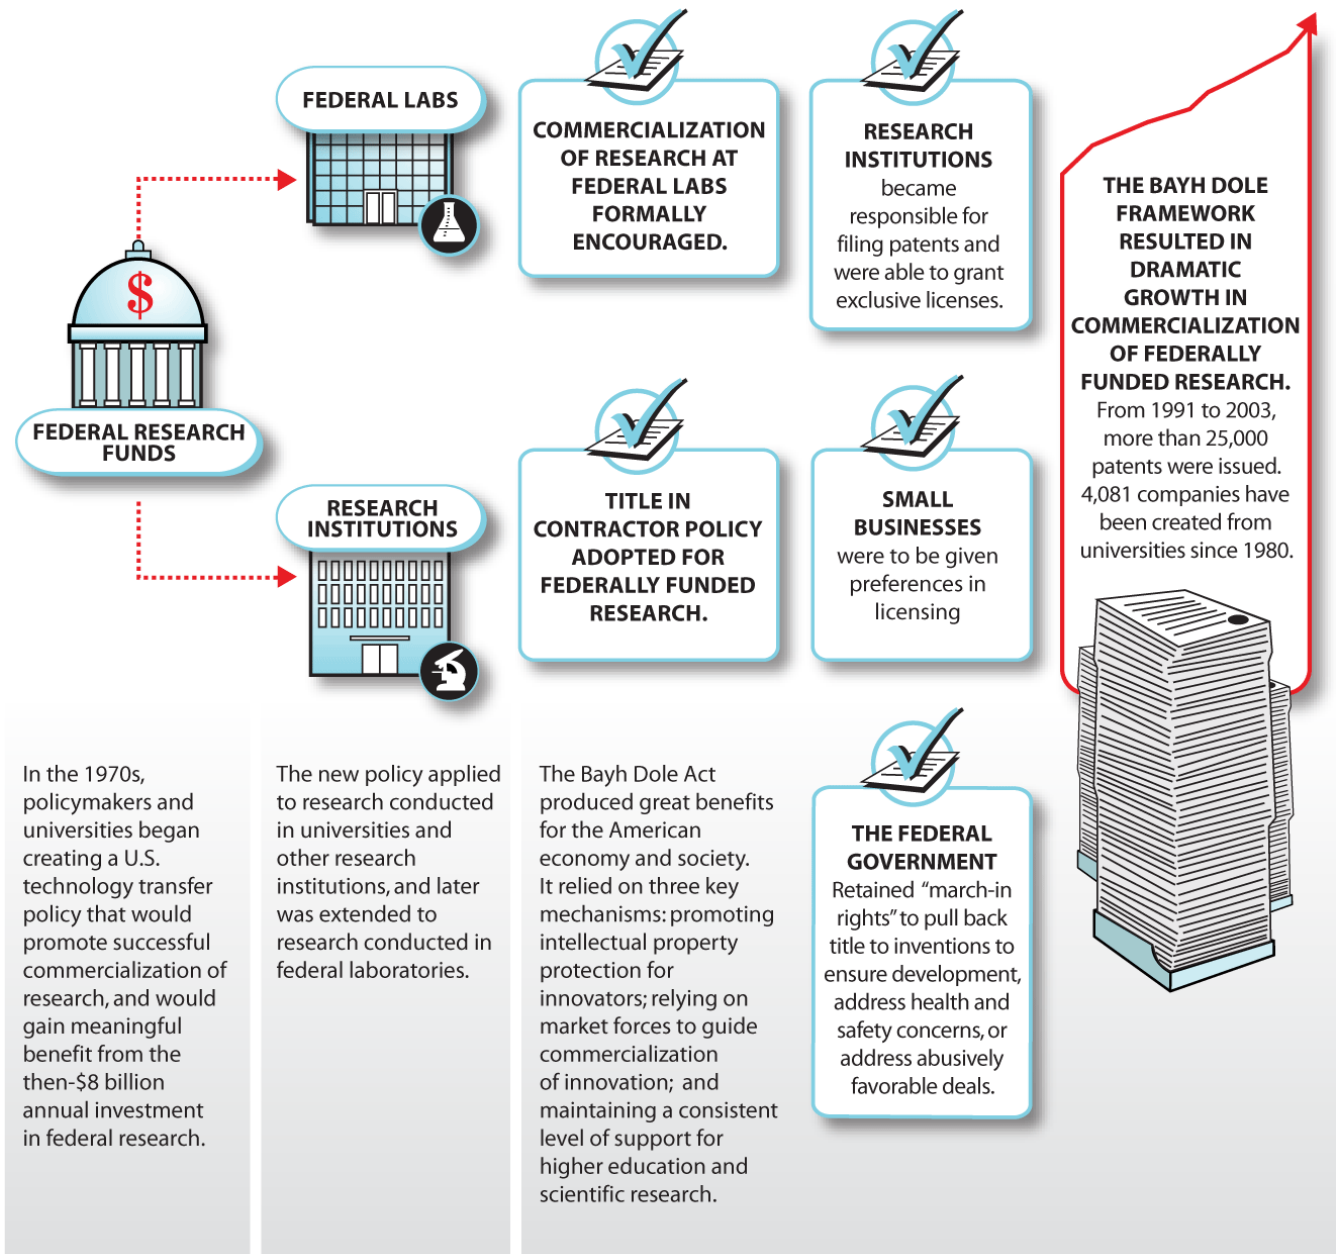 FEDERAL LABS
COMMERCIALIZATION
OF RESEARCH AT
FEDERAL LABS
FORMALLY
ENCOURAGED.
RESEARCH
INSTITUTIONS
became
responsible for
filing patents and
were able to grant
exclusive licenses.
THE BAYH DOLE
FRAMEWORK
RESULTED IN
DRAMATIC
GROWTH IN
COMMERCIALIZATION
OF FEDERALLY
FUNDED RESEARCH.
From 1991 to 2003,
more than 25,000
patents were issued.
4,081 companies have
been created from
universities since 1980.
$
FEDERAL RESEARCH
FUNDS
RESEARCH
INSTITUTIONS
TITLE IN
CONTRACTOR POLICY
ADOPTED FOR
FEDERALLY FUNDED
RESEARCH.
SMALL
BUSINESSES
were to be given
preferences in
licensing
In the 1970s,
policymakers and
universities began
creating a U.S.
technology transfer
policy that would
promote successful
commercialization of
research, and would
gain meaningful
benefit from the
then-$8 billion
annual investment
in federal research.
The new policy applied
to research conducted
in universities and
other research
institutions, and later
was extended to
research conducted in
federal laboratories.
The Bayh Dole Act
produced great benefits
for the American
economy and society.
It relied on three key
mechanisms: promoting
intellectual property
protection for
innovators; relying on
market forces to guide
commercialization
of innovation; and
maintaining a consistent
level of support for
higher education and
scientific research.
THE FEDERAL
GOVERNMENT
Retained “march-in
rights” to pull back
title to inventions to
ensure development,
address health and
safety concerns, or
address abusively
favorable deals.